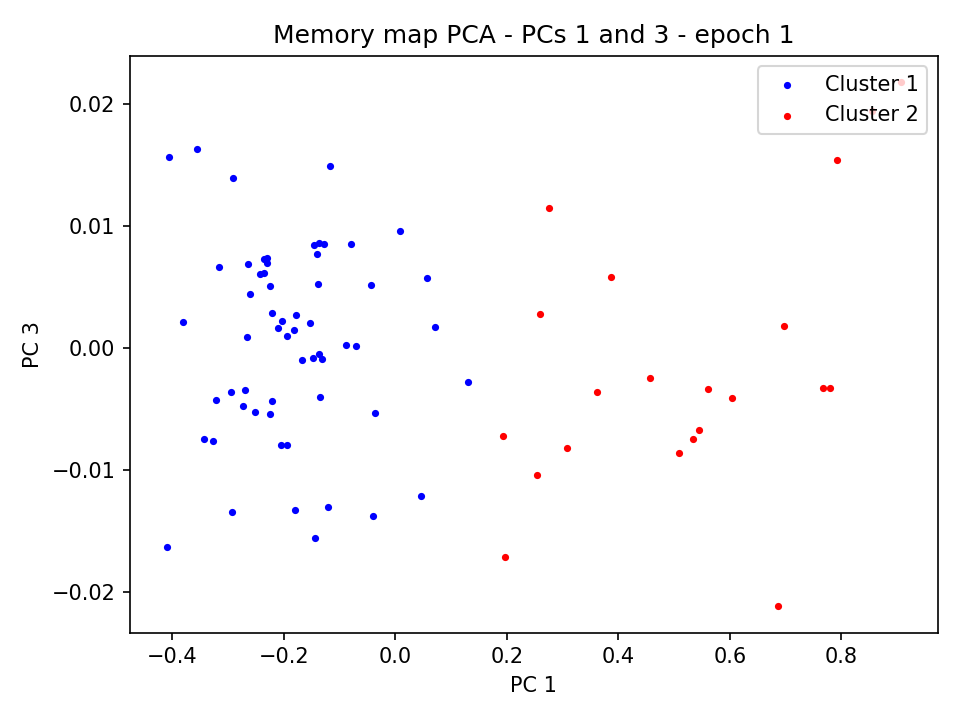 Memory map PCA - PCs 1 and 3 - epoch 1
Cluster 1
Cluster 2
PC 3
0.02
0.01
0.00
−0.01
−0.02
−0.4
−0.2
0.0
0.2
0.4
0.6
0.8
PC 1